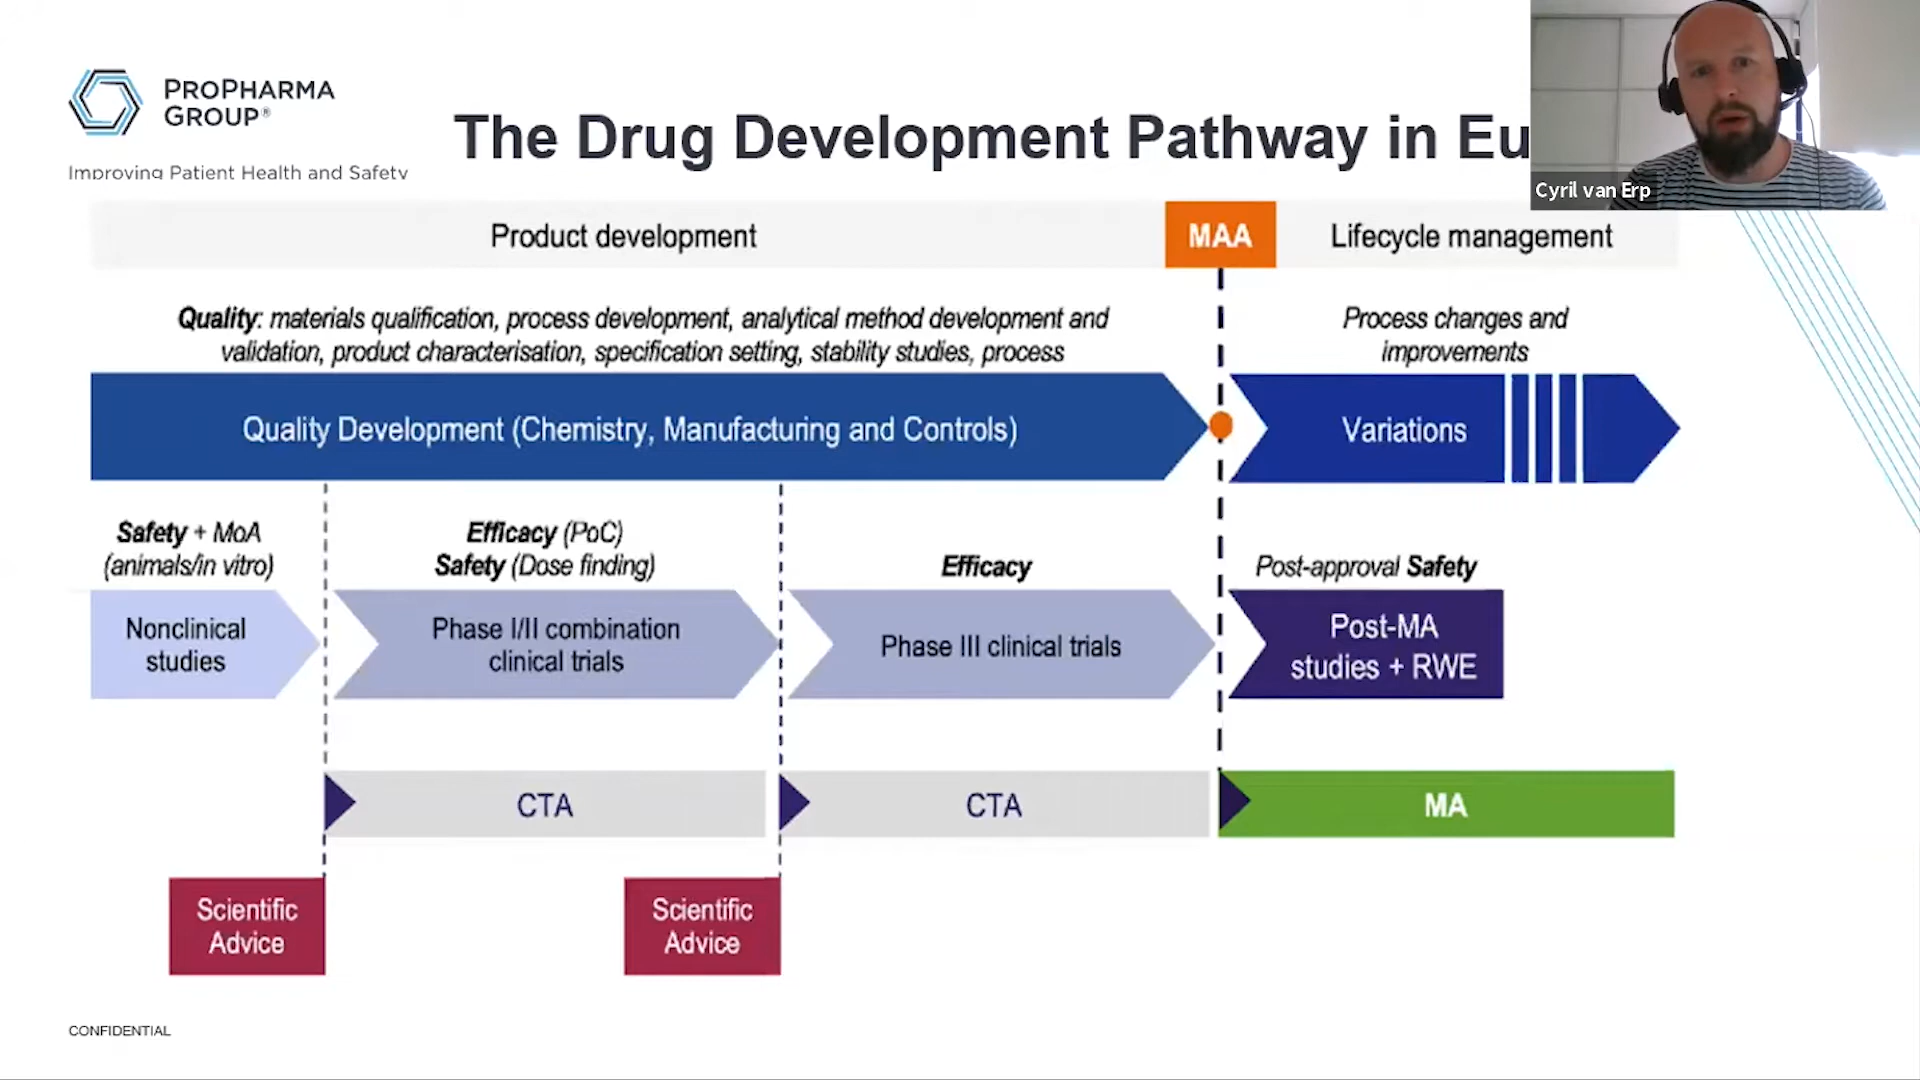 PROPHARMA
GROUP®
Improving Patient Health and Safety
The Drug Development Pathway in Eu
Cyril van Erp
Product development
MAA
Lifecycle management
Quality: materials qualification, process development, analytical method development and
validation, product characterisation, specification setting, stability studies, process
Process changes and
improvements
Quality Development (Chemistry, Manufacturing and Controls)
Variations
Safety + MoA
(animals/in vitro)
Efficacy (PoC)
Safety (Dose finding)
Efficacy
Post-approval Safety
Nonclinical
studies
Phase I/II combination
clinical trials
Phase III clinical trials
Post-MA
studies + RWE
CTA
CTA
MA
Scientific
Advice
Scientific
Advice
CONFIDENTIAL